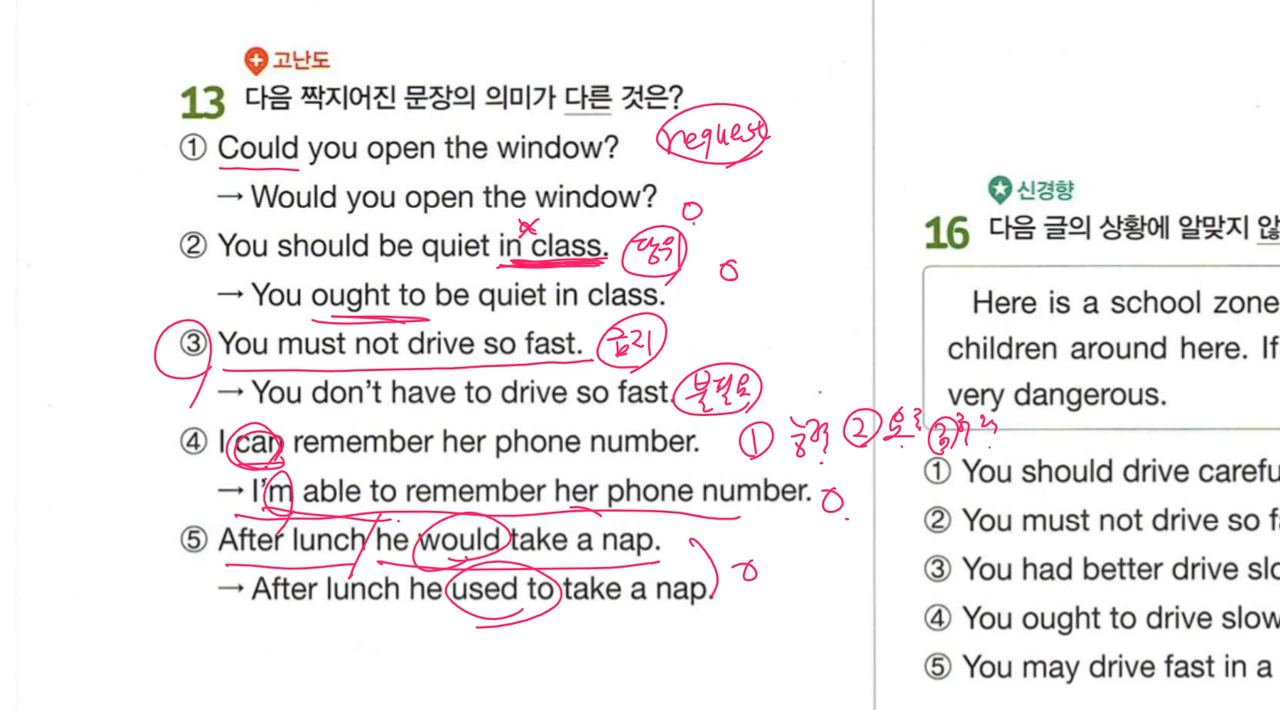 고난도
13 다음 짝지어진 문장의 의미가 다른 것은?
① Could you open the window? request
→ Would you open the window?
② You should be quiet in class.
→ You ought to be quiet in class.
③ You must not drive so fast. 금지
→ You don't have to drive so fast. 불필요
④ I can remember her phone number. ① ②
→ I'm able to remember her phone number.
⑤ After lunch he would take a nap.
→ After lunch he used to take a nap.
신경향
16 다음 글의 상황에 알맞지 않
Here is a school zone
children around here. If
very dangerous.
① You should drive carefu
② You must not drive so f
③ You had better drive slo
④ You ought to drive slow
⑤ You may drive fast in a